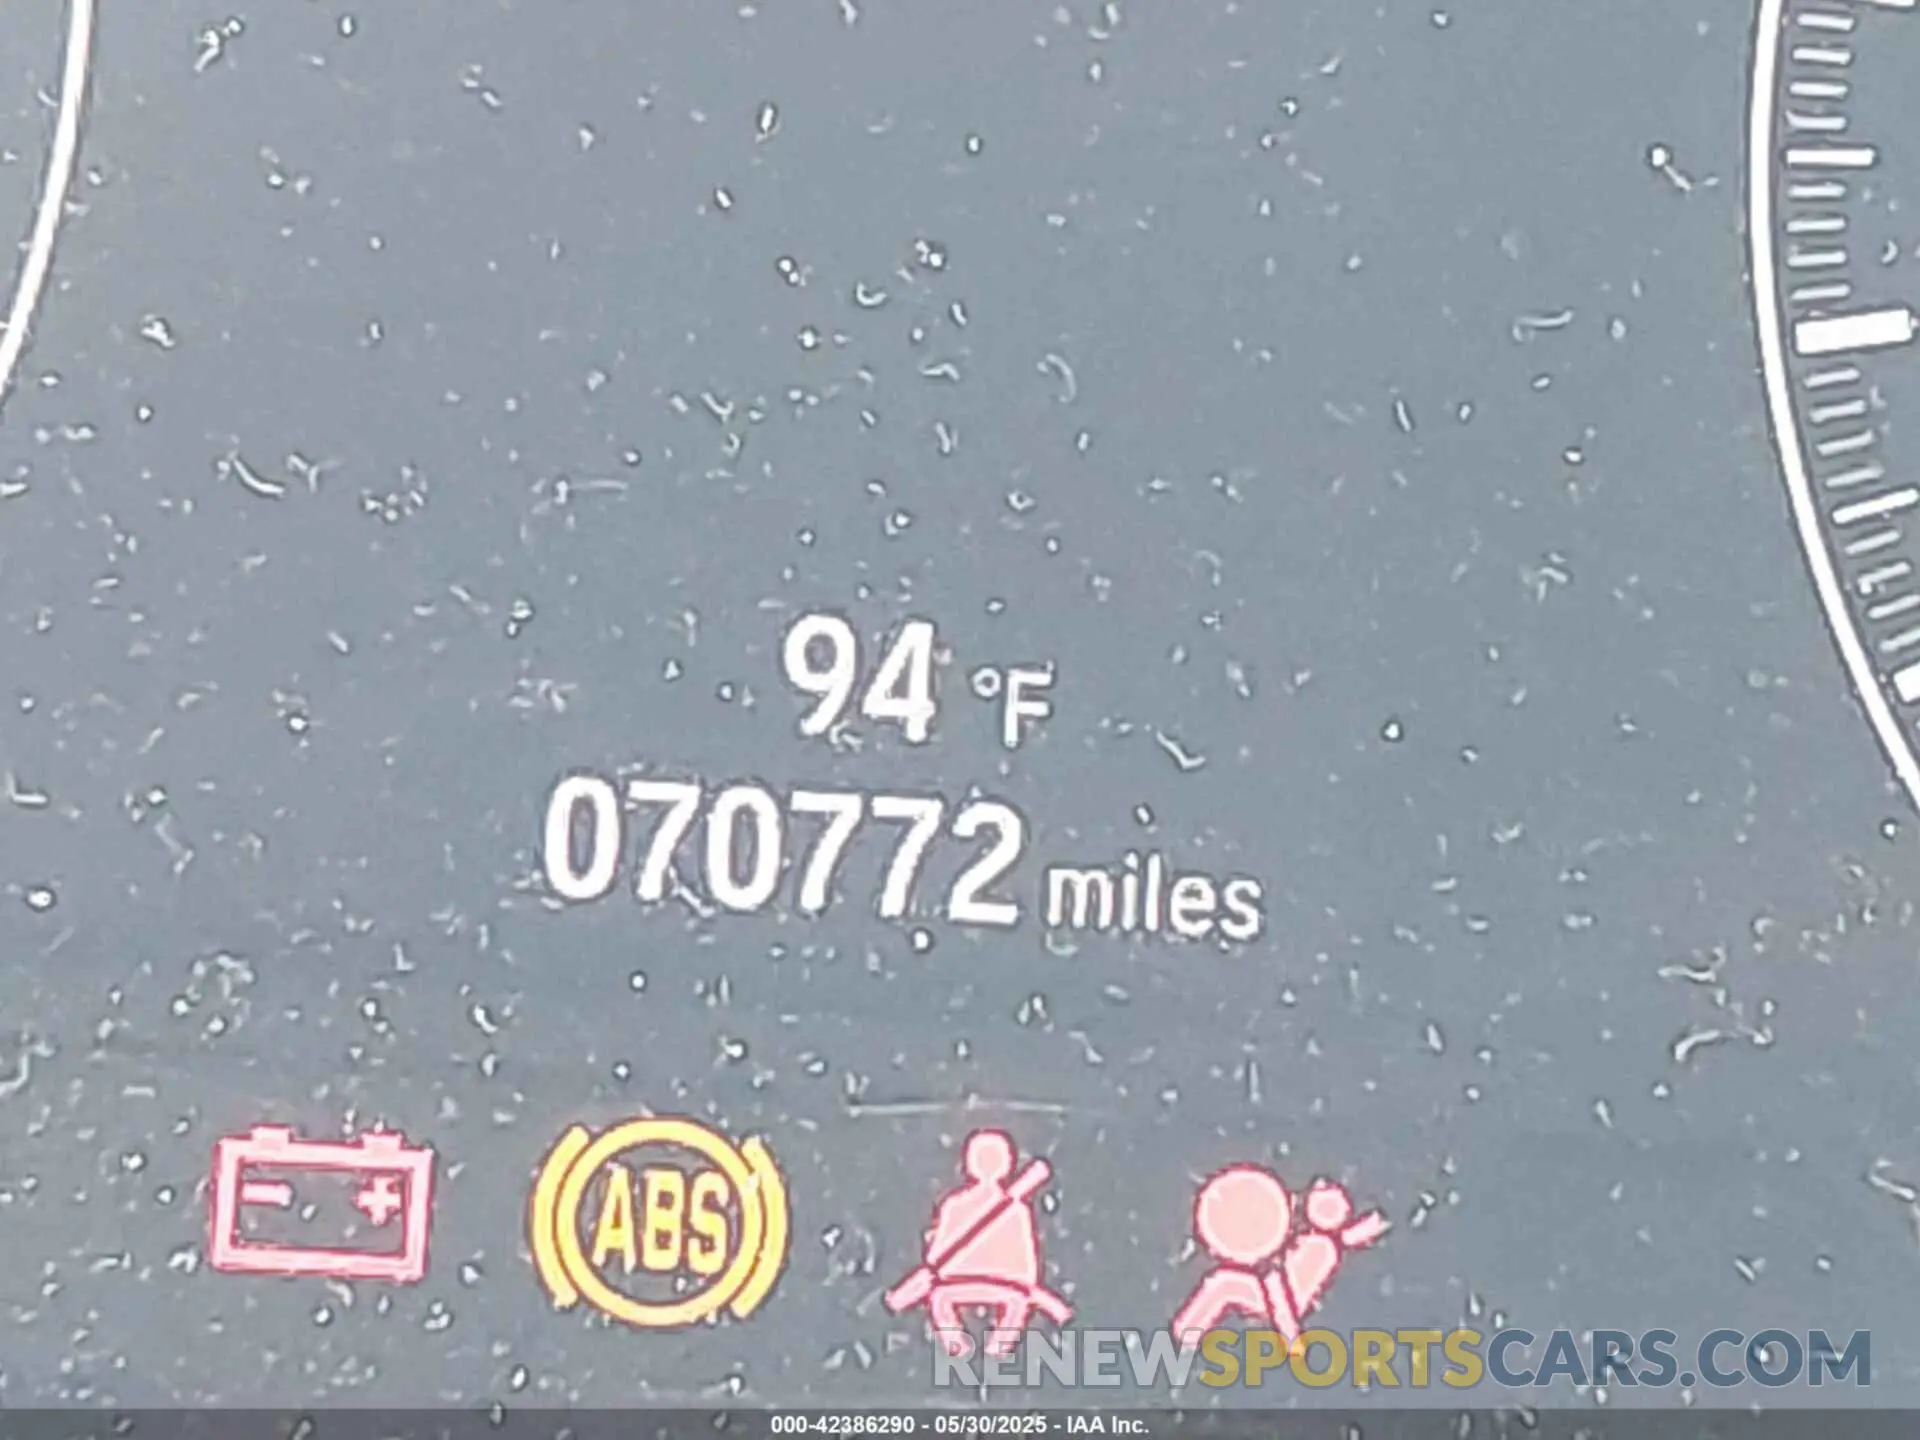 94 °F
070772 miles
- +
ABS
RENEWSPORTSCARS.COM
000-42386290 - 05/30/2025 - IAA Inc.